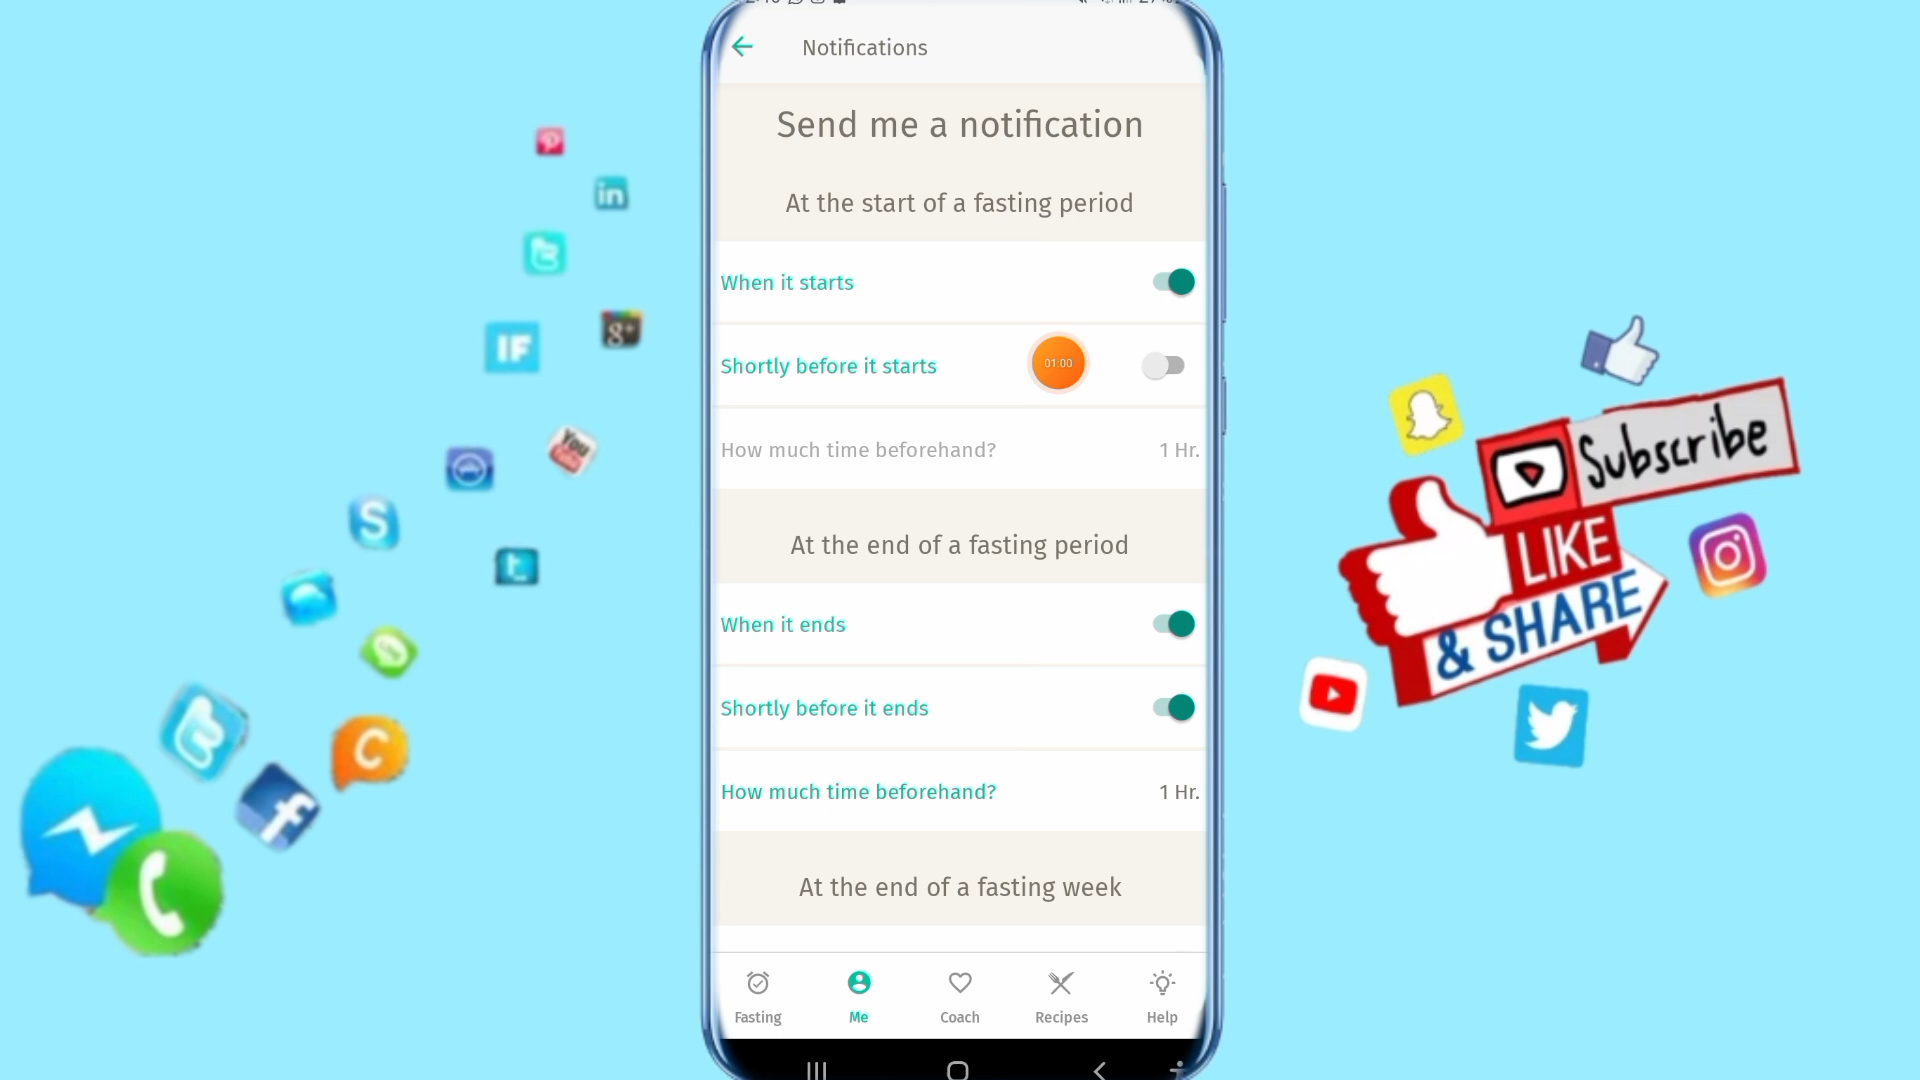 Notifications
Send me a notification
At the start of a fasting period
When it starts
Shortly before it starts
01:00
How much time beforehand?
1 Hr.
At the end of a fasting period
When it ends
Shortly before it ends
How much time beforehand?
1 Hr.
At the end of a fasting week
Fasting
Me
Coach
Recipes
Help
in
IF
g+
You
Tube
S
t
C
f
Subscribe
LIKE
& SHARE